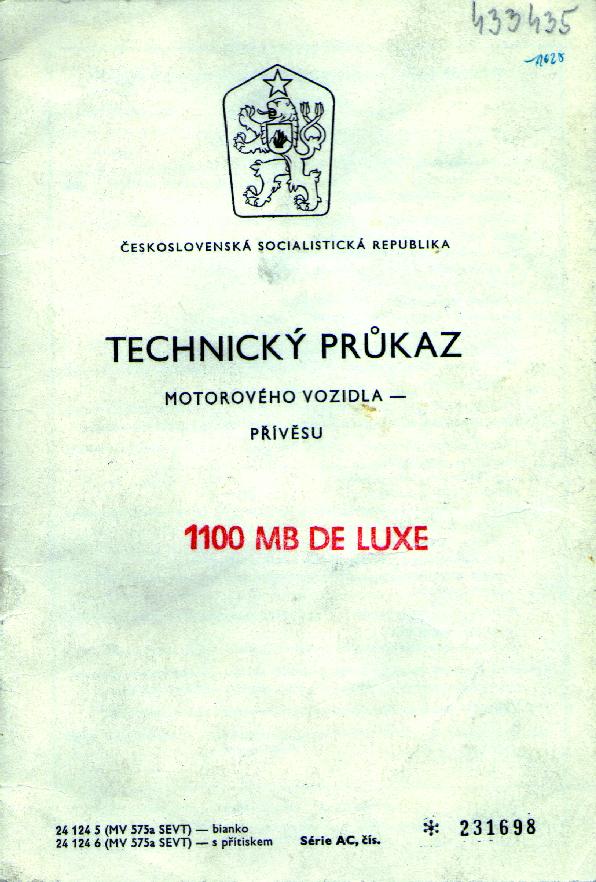 433435
ČESKOSLOVENSKÁ SOCIALISTICKÁ REPUBLIKA
TECHNICKÝ PRŮKAZ
MOTOROVÉHO VOZIDLA —
PŘÍVĚSU
1100 MB DE LUXE
24 124 5 (MV 575a SEVT) — bianko
24 124 6 (MV 575a SEVT) — s přítiskem Série AC, čís. * 231698